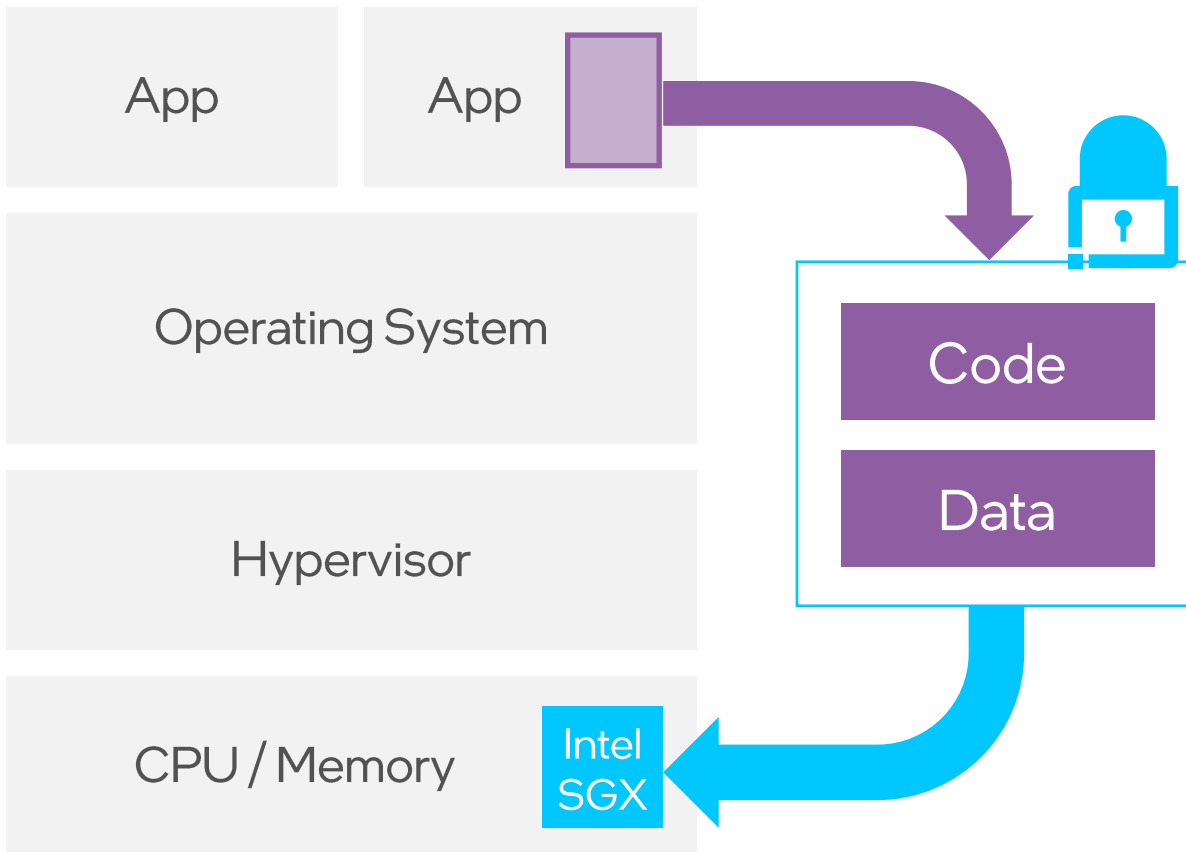 App
App
Operating System
Code
Data
Hypervisor
CPU / Memory
Intel
SGX